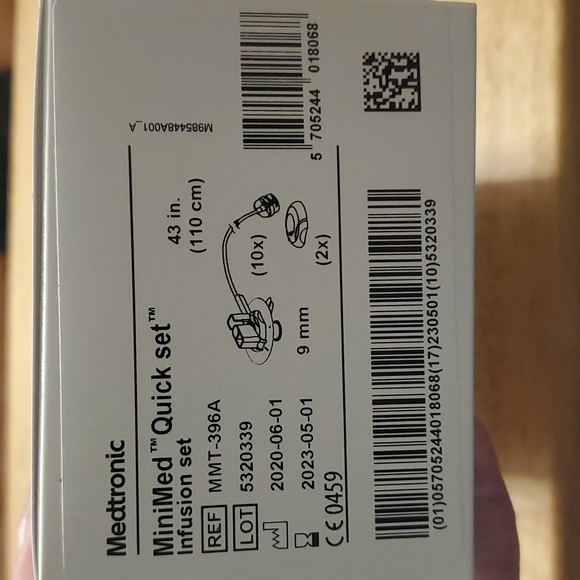 Medtronic
MiniMed™ Quick set™
Infusion set
REF MMT-396A
LOT 5320339
2020-06-01
2023-05-01
CE 0459
43 in.
(110 cm)
(10x)
(2x)
9 mm
M985448A001_A
5 705244 018068
(01)05705244018068(17)230501(10)5320339